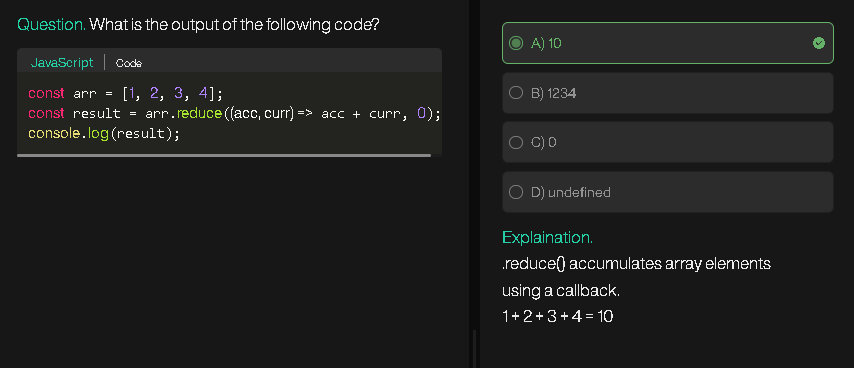 Question. What is the output of the following code?
JavaScript | Code
const arr = [1, 2, 3, 4];
const result = arr.reduce((acc, curr) => acc + curr, 0);
console.log(result);
A) 10
B) 1234
C) 0
D) undefined
Explaination.
.reduce() accumulates array elements
using a callback.
1 + 2 + 3 + 4 = 10